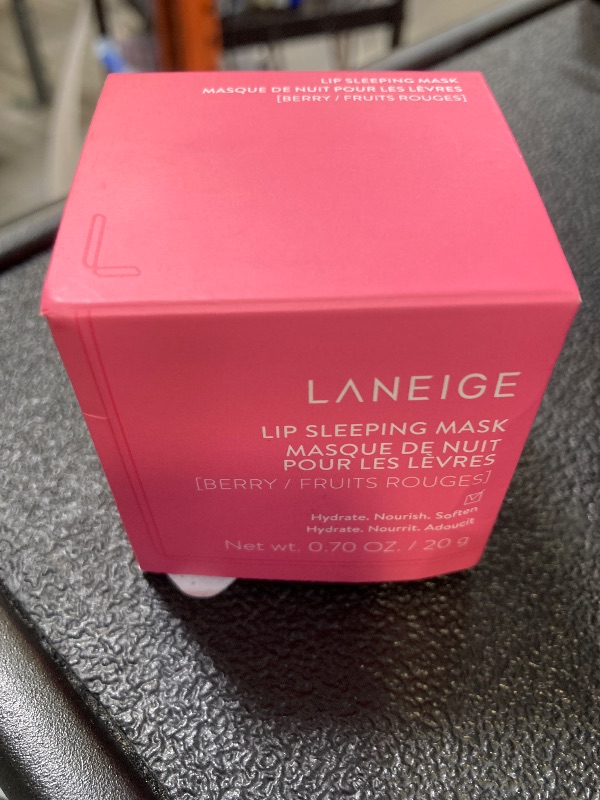 LIP SLEEPING MASK
MASQUE DE NUIT POUR LES LÈVRES
[BERRY / FRUITS ROUGES]
LANEIGE
LIP SLEEPING MASK
MASQUE DE NUIT
POUR LES LÈVRES
[BERRY / FRUITS ROUGES]
Hydrate. Nourish. Soften
Hydrate. Nourrit. Adoucit
Net wt. 0.70 OZ. / 20 g